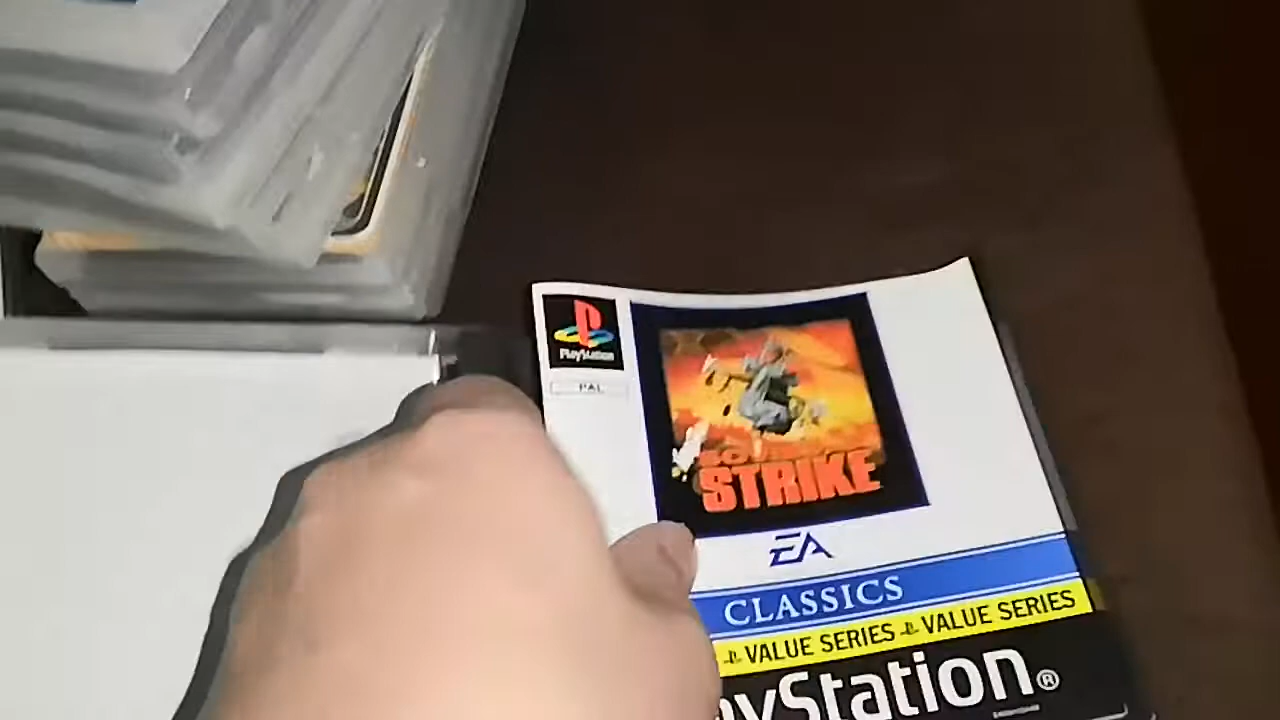 PlayStation
PAL
STRIKE
EA
CLASSICS
VALUE SERIES VALUE SERIES
ayStation®